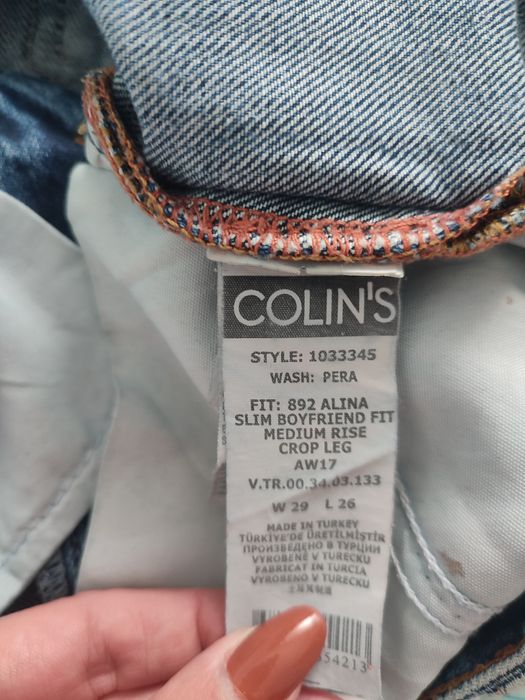 COLIN'S
STYLE: 1033345
WASH: PERA
FIT: 892 ALINA
SLIM BOYFRIEND FIT
MEDIUM RISE
CROP LEG
AW17
V.TR.00.34.03.133
W 29 L 26
MADE IN TURKEY
TÜRKİYE'DE ÜRETİLMİŞTİR
ПРОИЗВЕДЕНО В ТУРЦИИ
VYROBENÉ V TURECKU
FABRICAT IN TURCIA
VYROBENO V TURECKU
54213